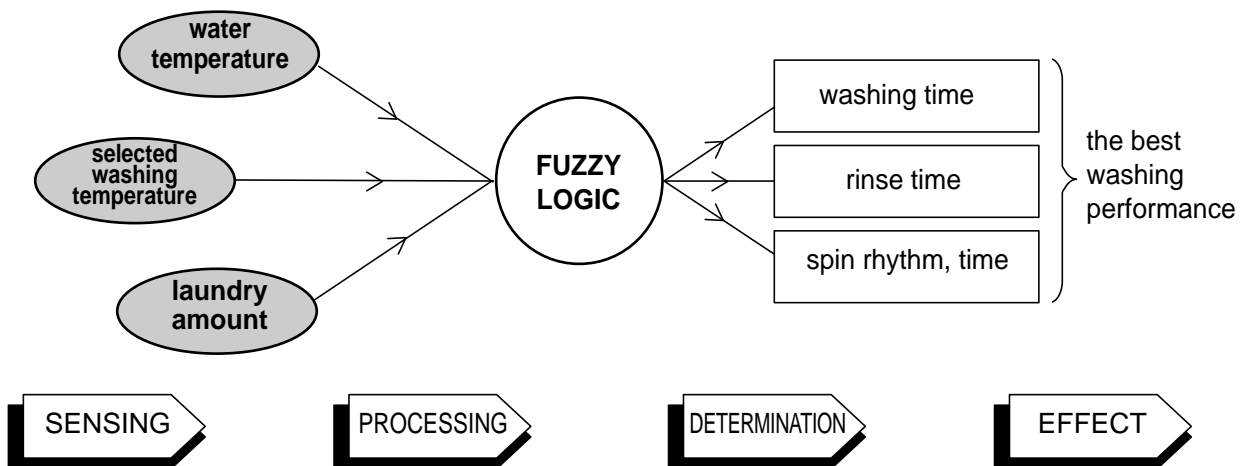 water
temperature
selected
washing
temperature
laundry
amount
FUZZY
LOGIC
washing time
rinse time
spin rhythm, time
the best
washing
performance
SENSING
PROCESSING
DETERMINATION
EFFECT